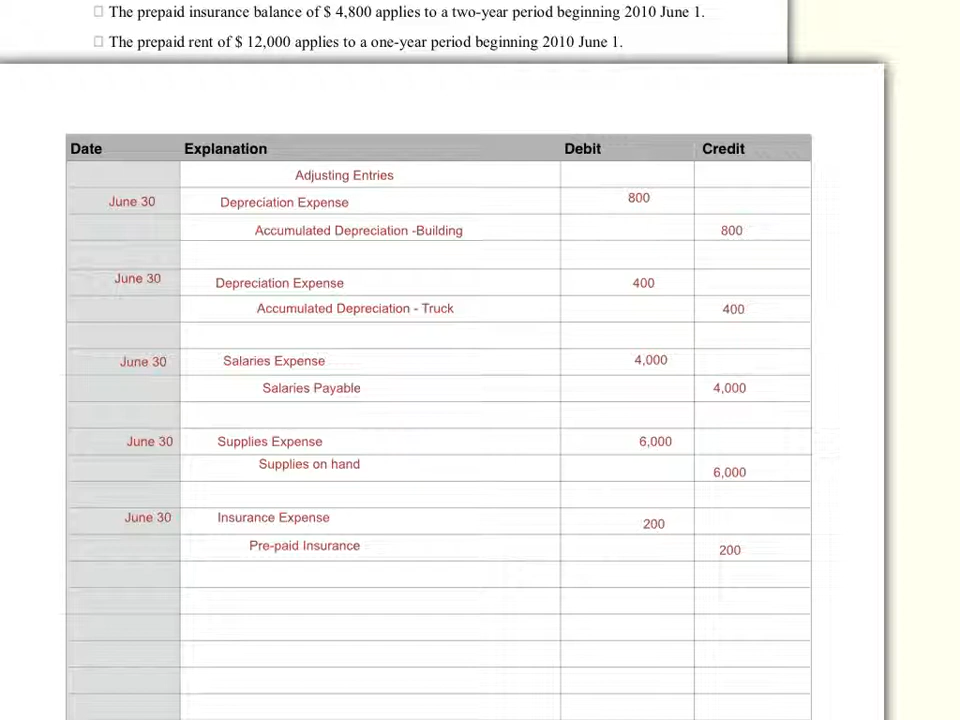 The prepaid insurance balance of $ 4,800 applies to a two-year period beginning 2010 June 1.
The prepaid rent of $ 12,000 applies to a one-year period beginning 2010 June 1.
Date Explanation Debit Credit
Adjusting Entries
June 30 Depreciation Expense 800
Accumulated Depreciation -Building 800
June 30 Depreciation Expense 400
Accumulated Depreciation - Truck 400
June 30 Salaries Expense 4,000
Salaries Payable 4,000
June 30 Supplies Expense 6,000
Supplies on hand 6,000
June 30 Insurance Expense 200
Pre-paid Insurance 200